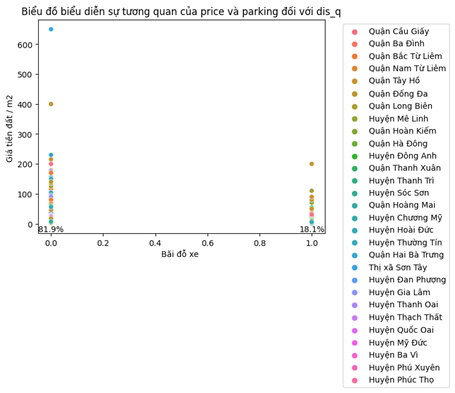 Biểu đồ biểu diễn sự tương quan của price và parking đối với dis_q
Giá tiền đất / m2
600
500
400
300
200
100
0
81.9%
18.1%
0.0
0.2
0.4
0.6
0.8
1.0
Bãi đỗ xe
Quận Cầu Giấy
Quận Ba Đình
Quận Bắc Từ Liêm
Quận Nam Từ Liêm
Quận Tây Hồ
Quận Đống Đa
Quận Long Biên
Huyện Mê Linh
Quận Hoàn Kiếm
Quận Hà Đông
Huyện Đông Anh
Quận Thanh Xuân
Huyện Thanh Trì
Huyện Sóc Sơn
Quận Hoàng Mai
Huyện Chương Mỹ
Huyện Hoài Đức
Huyện Thường Tín
Quận Hai Bà Trưng
Thị xã Sơn Tây
Huyện Đan Phượng
Huyện Gia Lâm
Huyện Thanh Oai
Huyện Thạch Thất
Huyện Quốc Oai
Huyện Mỹ Đức
Huyện Ba Vì
Huyện Phú Xuyên
Huyện Phúc Thọ